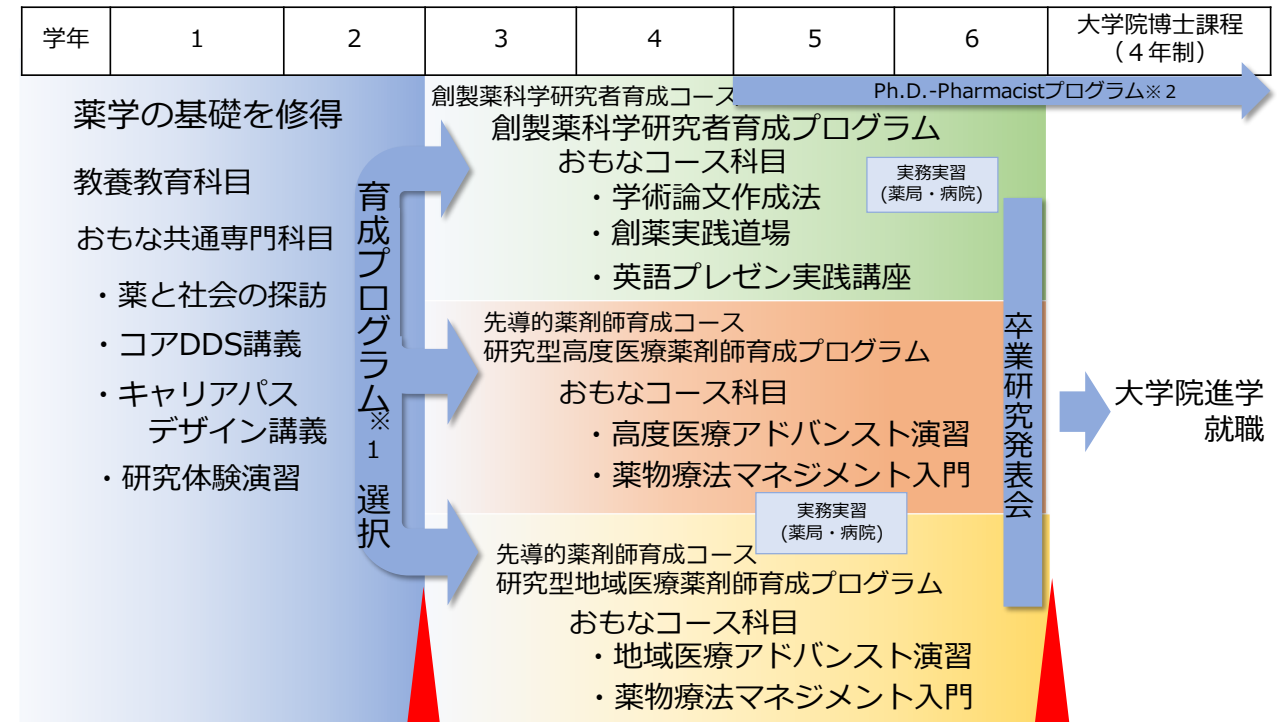 学年
1
2
3
4
5
6
大学院博士課程
（４年制）
薬学の基礎を修得
教養教育科目
おもな共通専門科目
・薬と社会の探訪
・コアDDS講義
・キャリアパス
デザイン講義
・研究体験演習
育成プログラム※1選択
Ph.D.-Pharmacistプログラム※２
創製薬科学研究者育成コース
創製薬科学研究者育成プログラム
おもなコース科目
・学術論文作成法
・創薬実践道場
・英語プレゼン実践講座
実務実習
(薬局・病院)
先導的薬剤師育成コース
研究型高度医療薬剤師育成プログラム
おもなコース科目
・高度医療アドバンスト演習
・薬物療法マネジメント入門
実務実習
(薬局・病院)
先導的薬剤師育成コース
研究型地域医療薬剤師育成プログラム
おもなコース科目
・地域医療アドバンスト演習
・薬物療法マネジメント入門
卒業研究発表会
大学院進学
就職